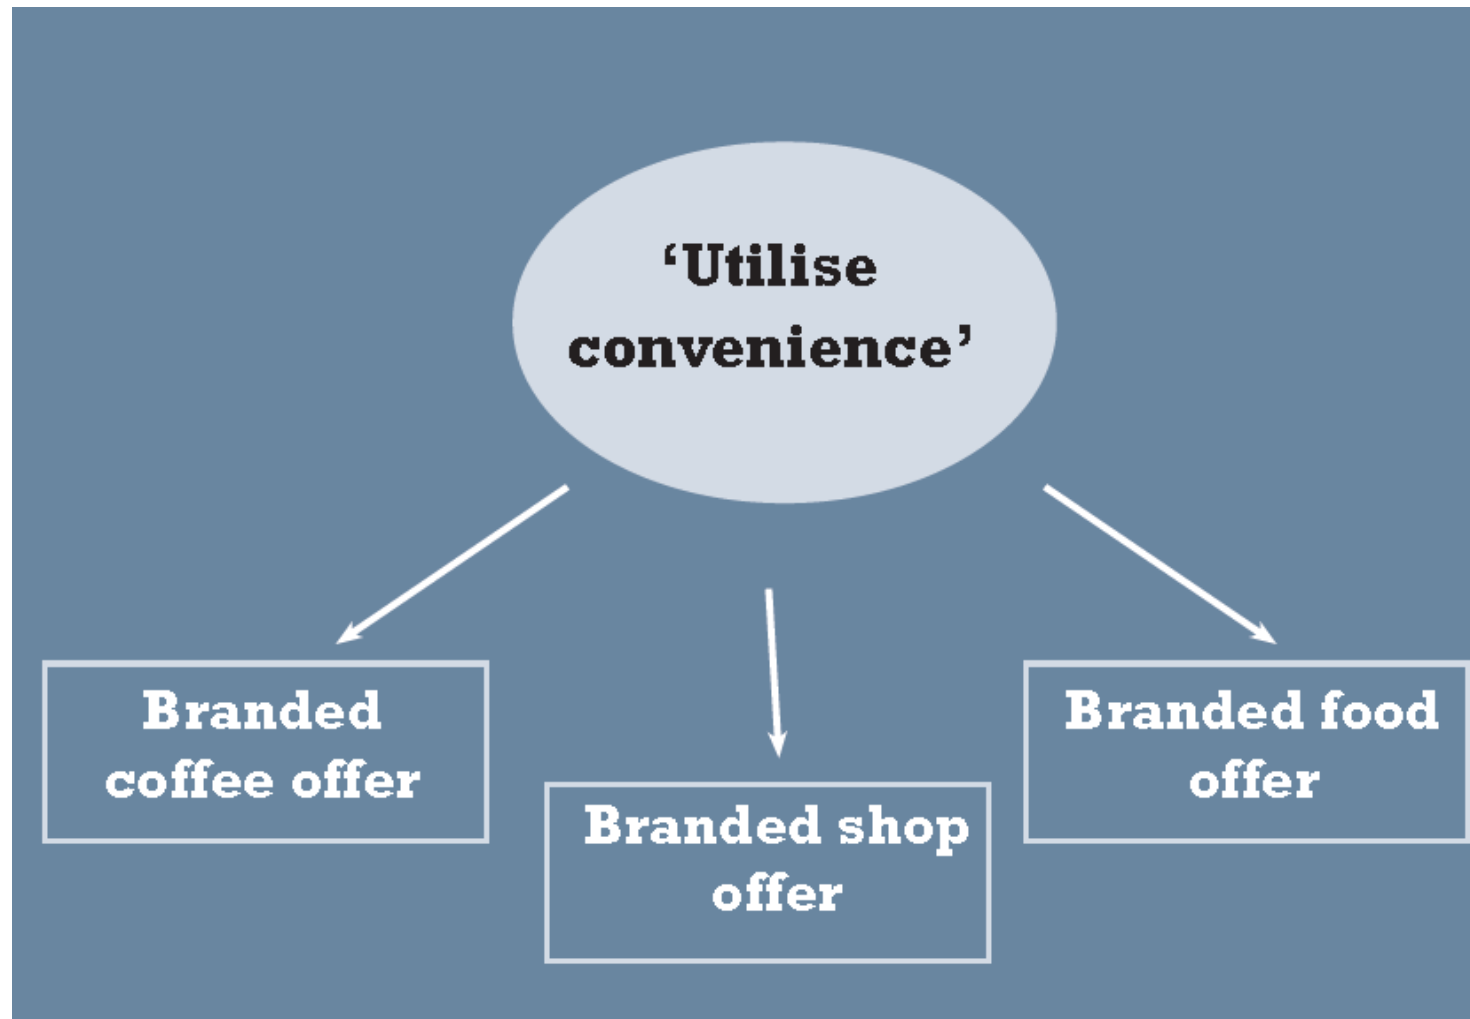 ‘Utilise
convenience’
Branded
coffee offer
Branded shop
offer
Branded food
offer